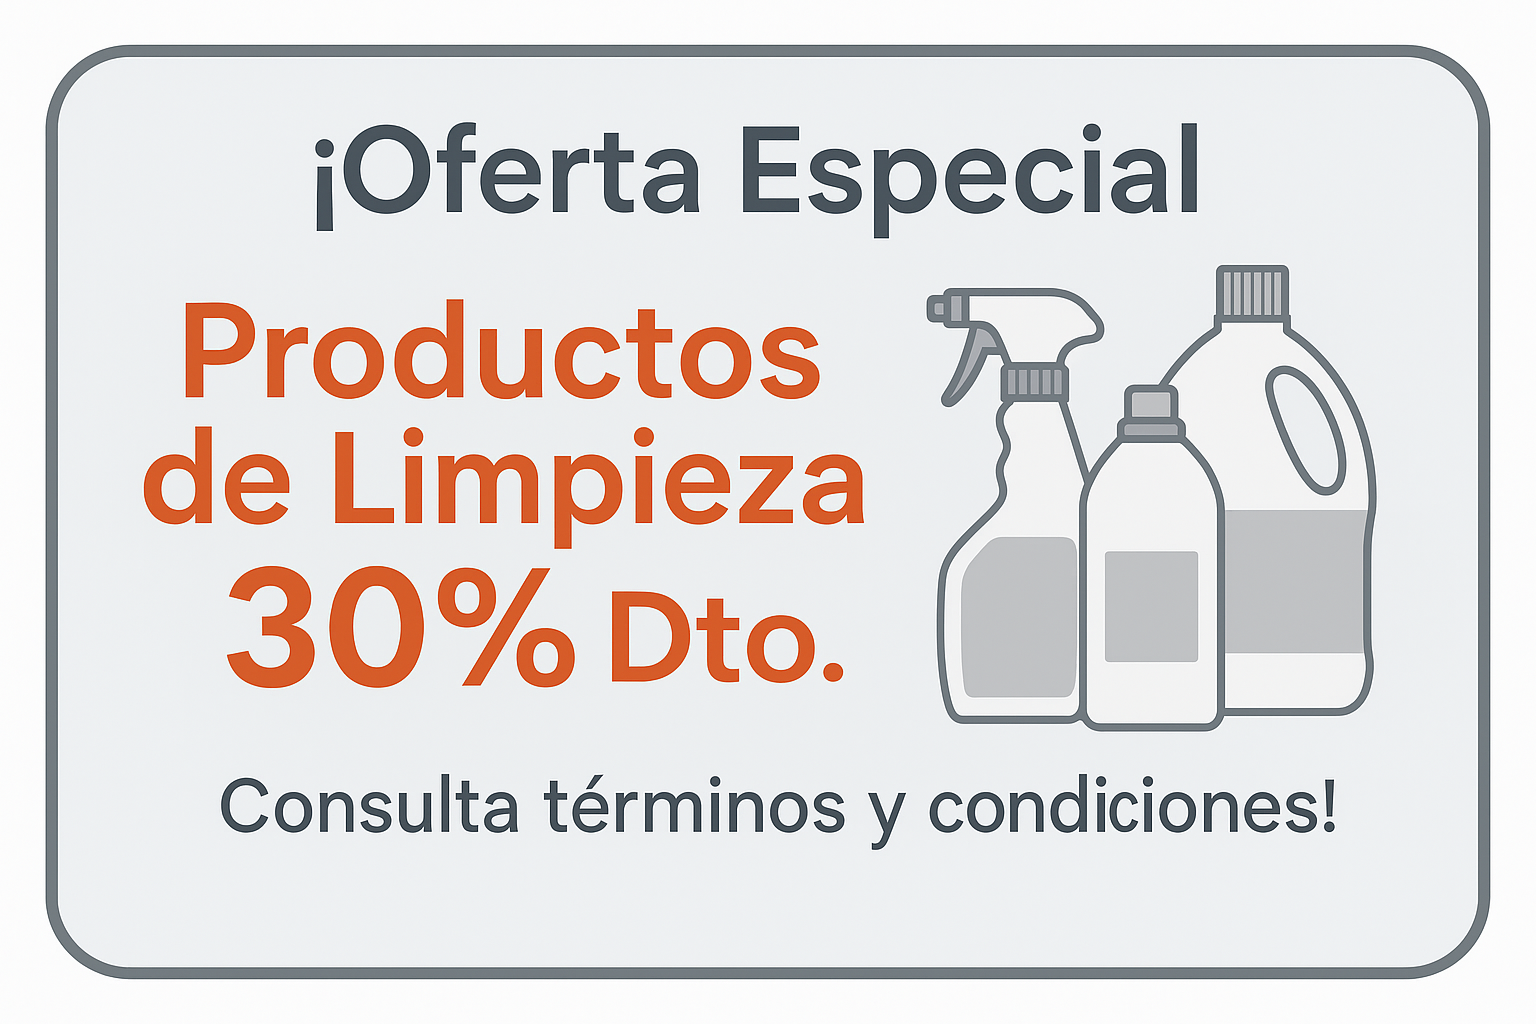 ¡Oferta Especial
Productos
de Limpieza
30% Dto.
Consulta términos y condiciones!